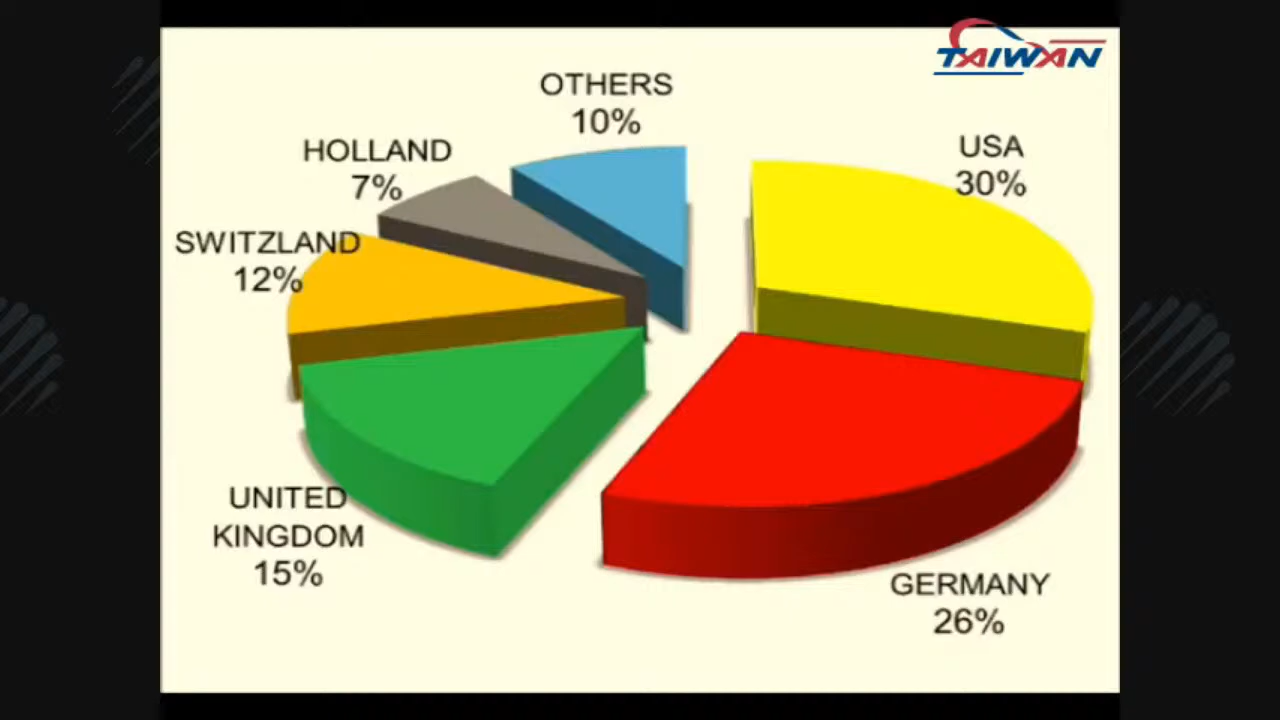 TAIWAN
OTHERS
10%
USA
30%
HOLLAND
7%
SWITZLAND
12%
UNITED
KINGDOM
15%
GERMANY
26%